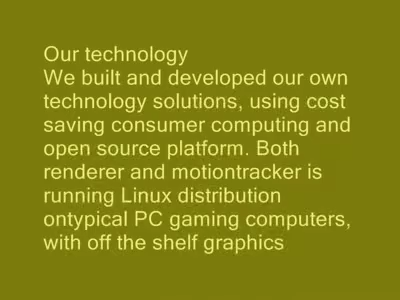 Our technology
We built and developed our own
technology solutions, using cost
saving consumer computing and
open source platform. Both
renderer and motiontracker is
running Linux distribution
ontypical PC gaming computers,
with off the shelf graphics